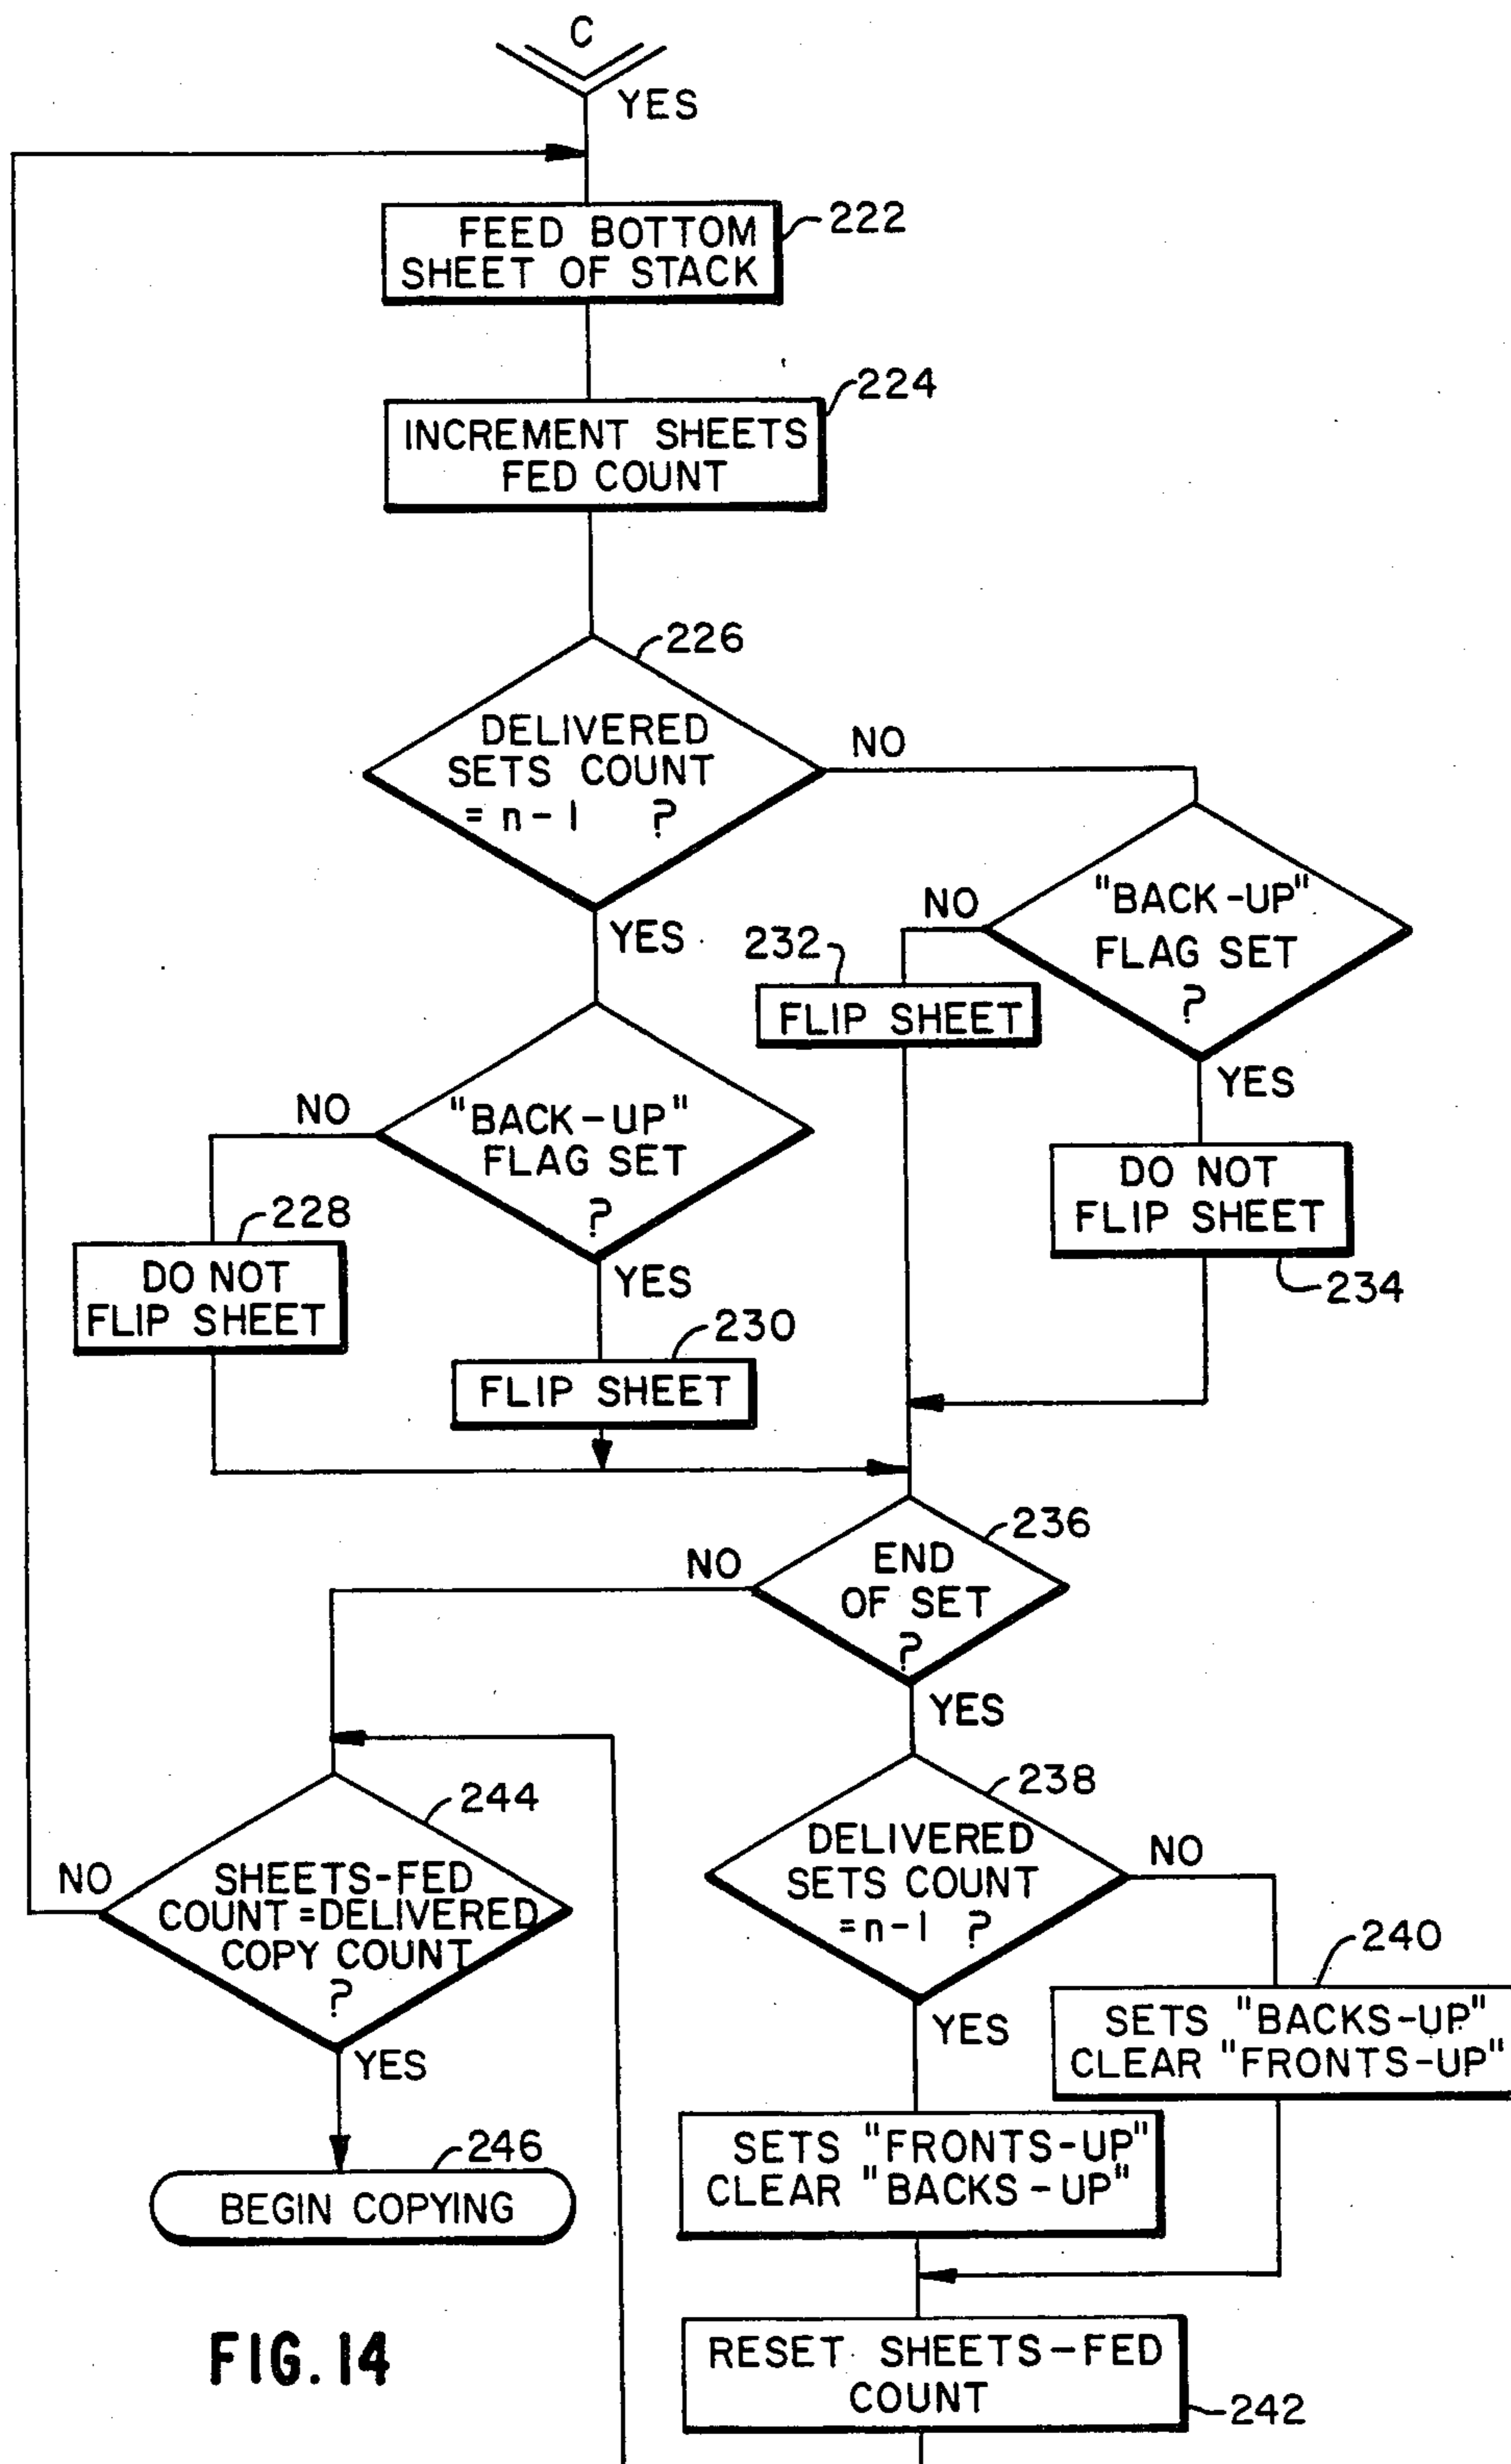 C
YES
FEED BOTTOM
SHEET OF STACK
222
INCREMENT SHEETS
FED COUNT
224
226
DELIVERED
SETS COUNT
= n-1 ?
NO
YES
"BACK-UP"
FLAG SET
?
NO
232
FLIP SHEET
YES
DO NOT
FLIP SHEET
234
"BACK-UP"
FLAG SET
?
NO
228
DO NOT
FLIP SHEET
YES
230
FLIP SHEET
236
END
OF SET
?
NO
YES
238
DELIVERED
SETS COUNT
=n-1 ?
NO
240
SETS "BACKS-UP"
CLEAR "FRONTS-UP"
YES
SETS "FRONTS-UP"
CLEAR "BACKS-UP"
244
SHEETS-FED
COUNT=DELIVERED
COPY COUNT
?
NO
YES
246
BEGIN COPYING
RESET SHEETS-FED
COUNT
242
FIG. 14